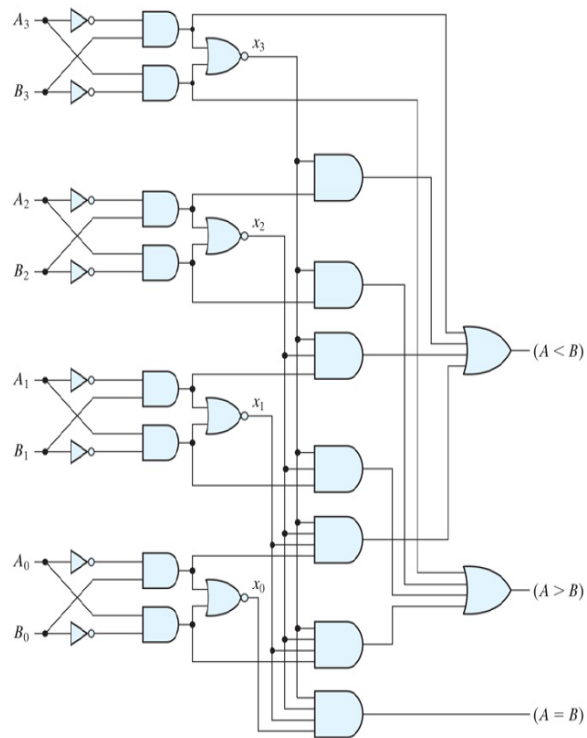 A3
x3
B3
A2
x2
B2
(A < B)
A1
x1
B1
A0
x0
(A > B)
B0
(A = B)